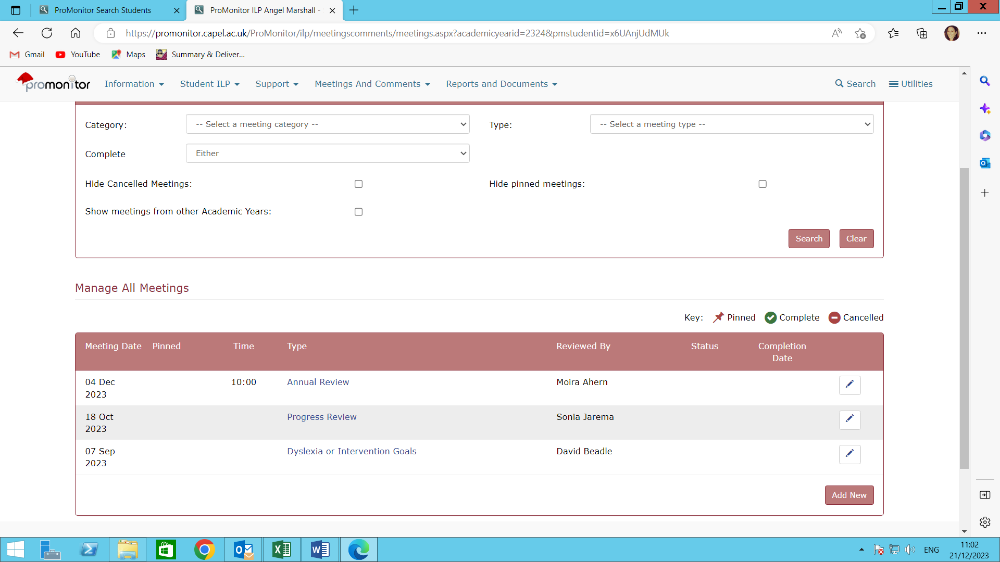 ProMonitor Search Students
ProMonitor ILP Angel Marshall -
https://promonitor.capel.ac.uk/ProMonitor/ilp/meetingscomments/meetings.aspx?academicyearid=2324&pmstudentid=x6UAnjUdMUk
Gmail YouTube Maps Summary & Deliver...
promonitor Information Student ILP Support Meetings And Comments Reports and Documents Search Utilities
Category: -- Select a meeting category -- Type: -- Select a meeting type --
Complete Either
Hide Cancelled Meetings: Hide pinned meetings:
Show meetings from other Academic Years:
Search Clear
Manage All Meetings
Key: Pinned Complete Cancelled
Meeting Date Pinned Time Type Reviewed By Status Completion
Date
04 Dec 10:00 Annual Review Moira Ahern
2023
18 Oct Progress Review Sonia Jarema
2023
07 Sep Dyslexia or Intervention Goals David Beadle
2023
Add New
ENG 11:02
21/12/2023